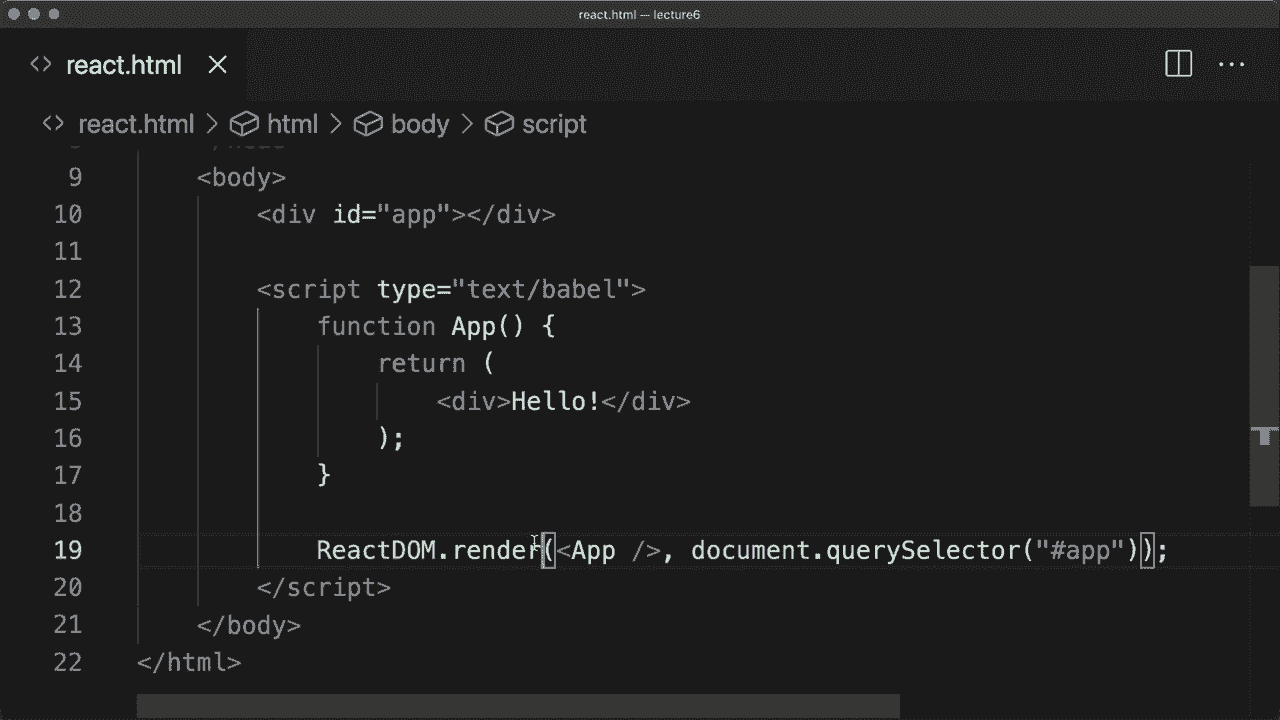 react.html — lecture6
<> react.html ×
<> react.html > html > body > script
9 <body>
10 <div id="app"></div>
11
12 <script type="text/babel">
13 function App() {
14 return (
15 <div>Hello!</div>
16 );
17 }
18
19 ReactDOM.render(<App />, document.querySelector("#app"));
20 </script>
21 </body>
22 </html>